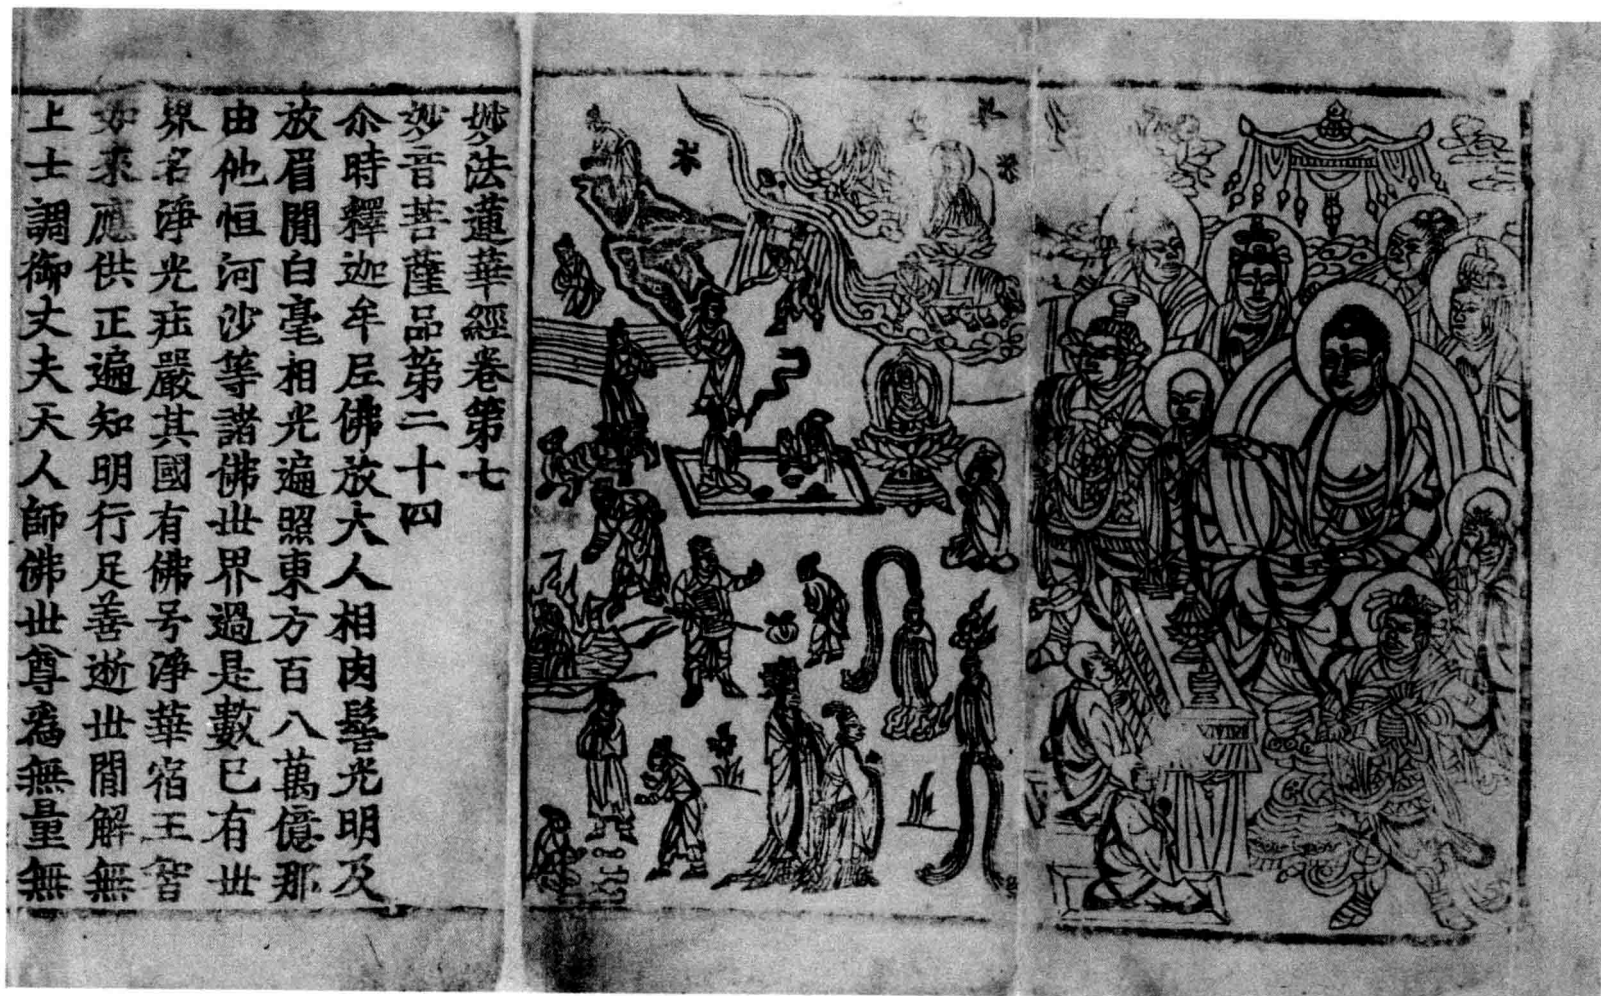 妙法蓮華經卷第七
妙音菩薩品第二十四
尒時釋迦牟尼佛放大人相肉髻光明及
放眉閒白毫相光遍照東方百八萬億那
由他恒河沙等諸佛世界過是數已有世
界名淨光莊嚴其國有佛号淨華宿王智
如来應供正遍知明行足善逝世閒解無
上士調御丈夫天人師佛世尊為無量無